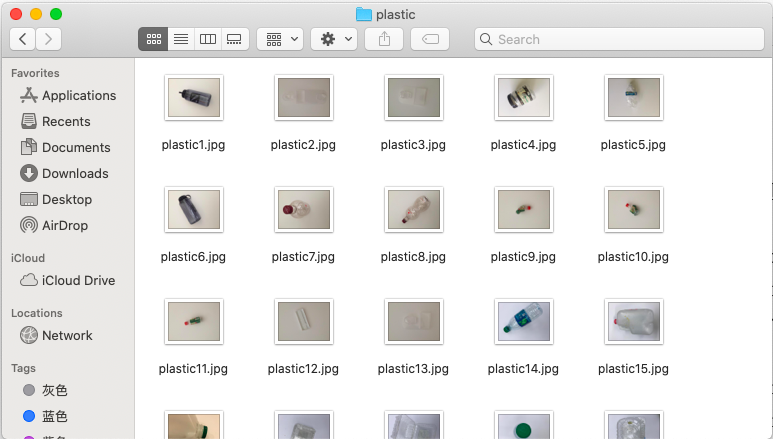 plastic
Search
Favorites
Applications
Recents
Documents
Downloads
Desktop
AirDrop
iCloud
iCloud Drive
Locations
Network
Tags
灰色
蓝色
紫色
plastic1.jpg plastic2.jpg plastic3.jpg plastic4.jpg plastic5.jpg
plastic6.jpg plastic7.jpg plastic8.jpg plastic9.jpg plastic10.jpg
plastic11.jpg plastic12.jpg plastic13.jpg plastic14.jpg plastic15.jpg